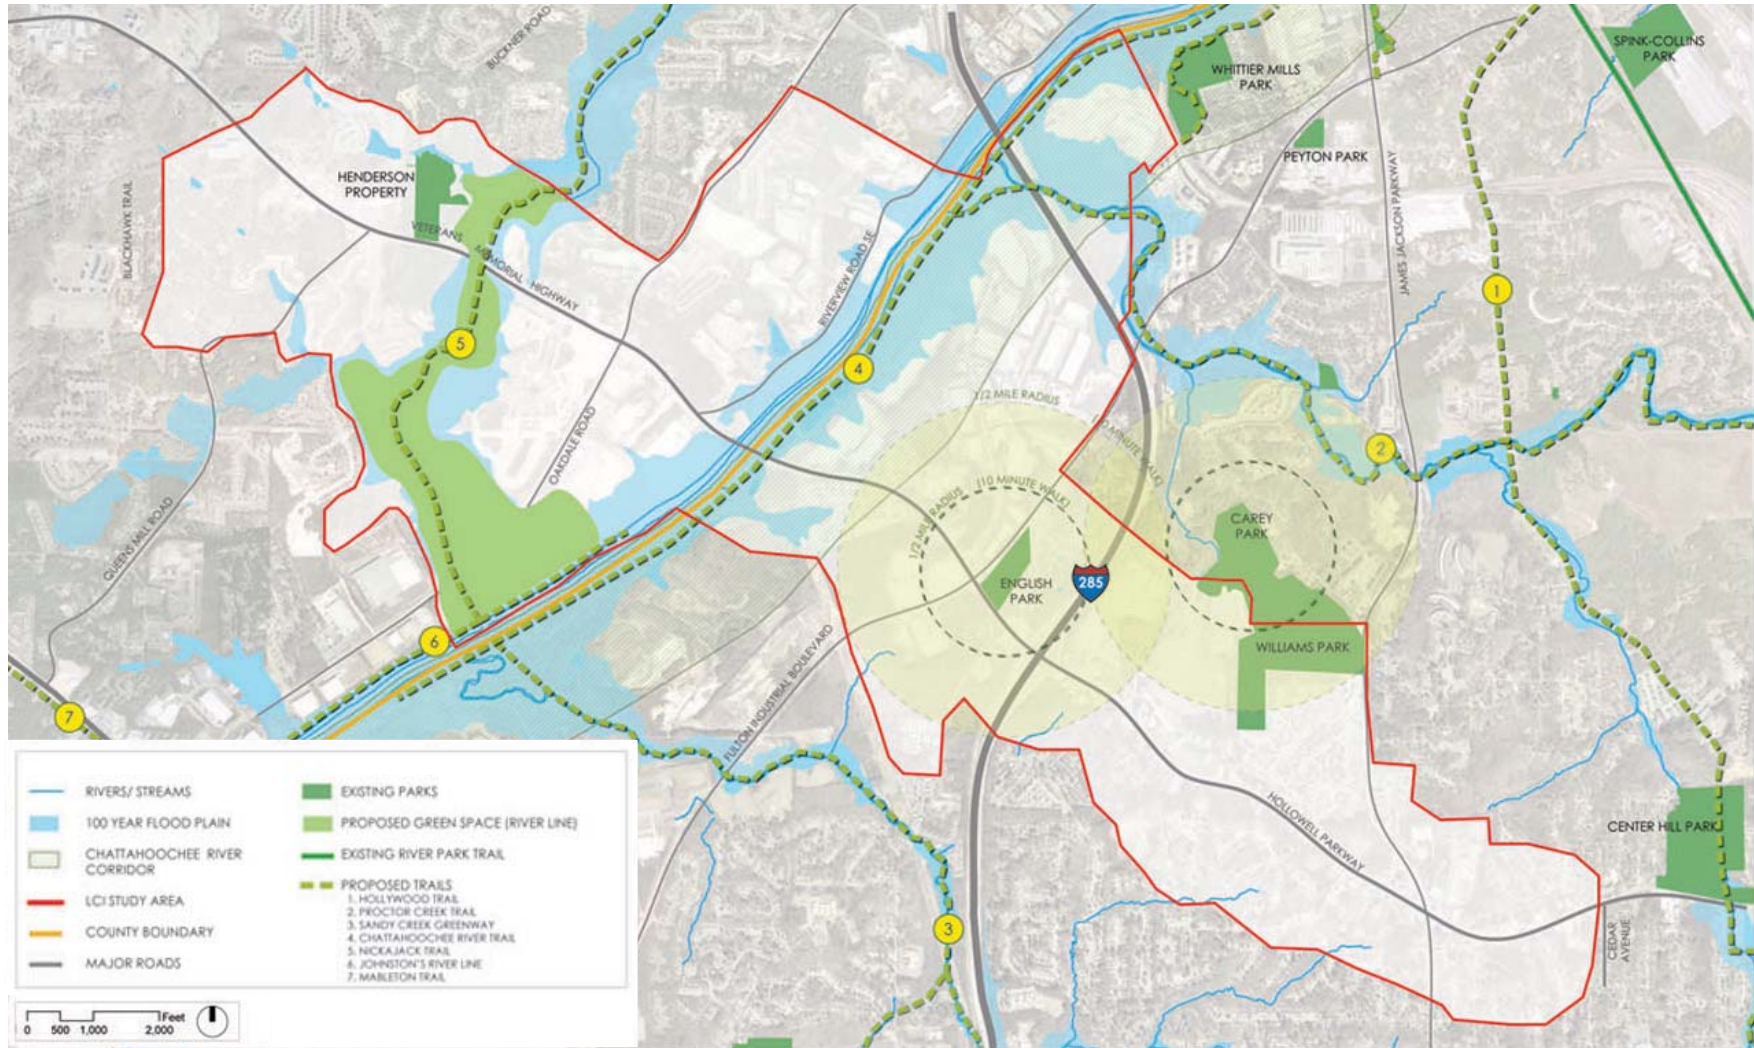 BUCKNER ROAD
SPINK-COLLINS
PARK
WHITTIER MILLS
PARK
PEYTON PARK
HENDERSON
PROPERTY
BLACKHAWK TRAIL
VETERANS MEMORIAL HIGHWAY
RIVERVIEW ROAD SE
JAMES JACKSON PARKWAY
1
5
4
OAKDALE ROAD
1/2 MILE RADIUS
(10 MINUTE WALK)
2
1/2 MILE RADIUS
(10 MINUTE WALK)
CAREY
PARK
QUEENS MILL ROAD
ENGLISH
PARK
285
6
WILLIAMS PARK
FULTON INDUSTRIAL BOULEVARD
7
HOLLOWELL PARKWAY
CENTER HILL PARK
3
CEDAR
AVENUE
RIVERS/ STREAMS
100 YEAR FLOOD PLAIN
CHATTAHOOCHEE RIVER
CORRIDOR
LCI STUDY AREA
COUNTY BOUNDARY
MAJOR ROADS
EXISTING PARKS
PROPOSED GREEN SPACE (RIVER LINE)
EXISTING RIVER PARK TRAIL
PROPOSED TRAILS
1. HOLLYWOOD TRAIL
2. PROCTOR CREEK TRAIL
3. SANDY CREEK GREENWAY
4. CHATTAHOOCHEE RIVER TRAIL
5. NICKAJACK TRAIL
6. JOHNSTON'S RIVER LINE
7. MABLETON TRAIL
Feet
0 500 1,000 2,000